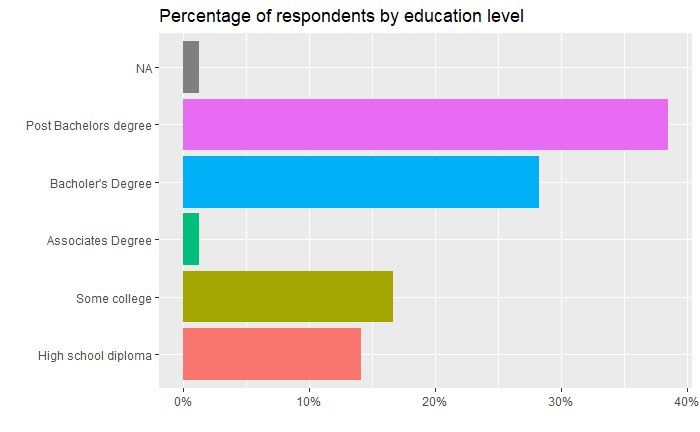 Percentage of respondents by education level
NA
Post Bachelors degree
Bacholer's Degree
Associates Degree
Some college
High school diploma
0% 10% 20% 30% 40%